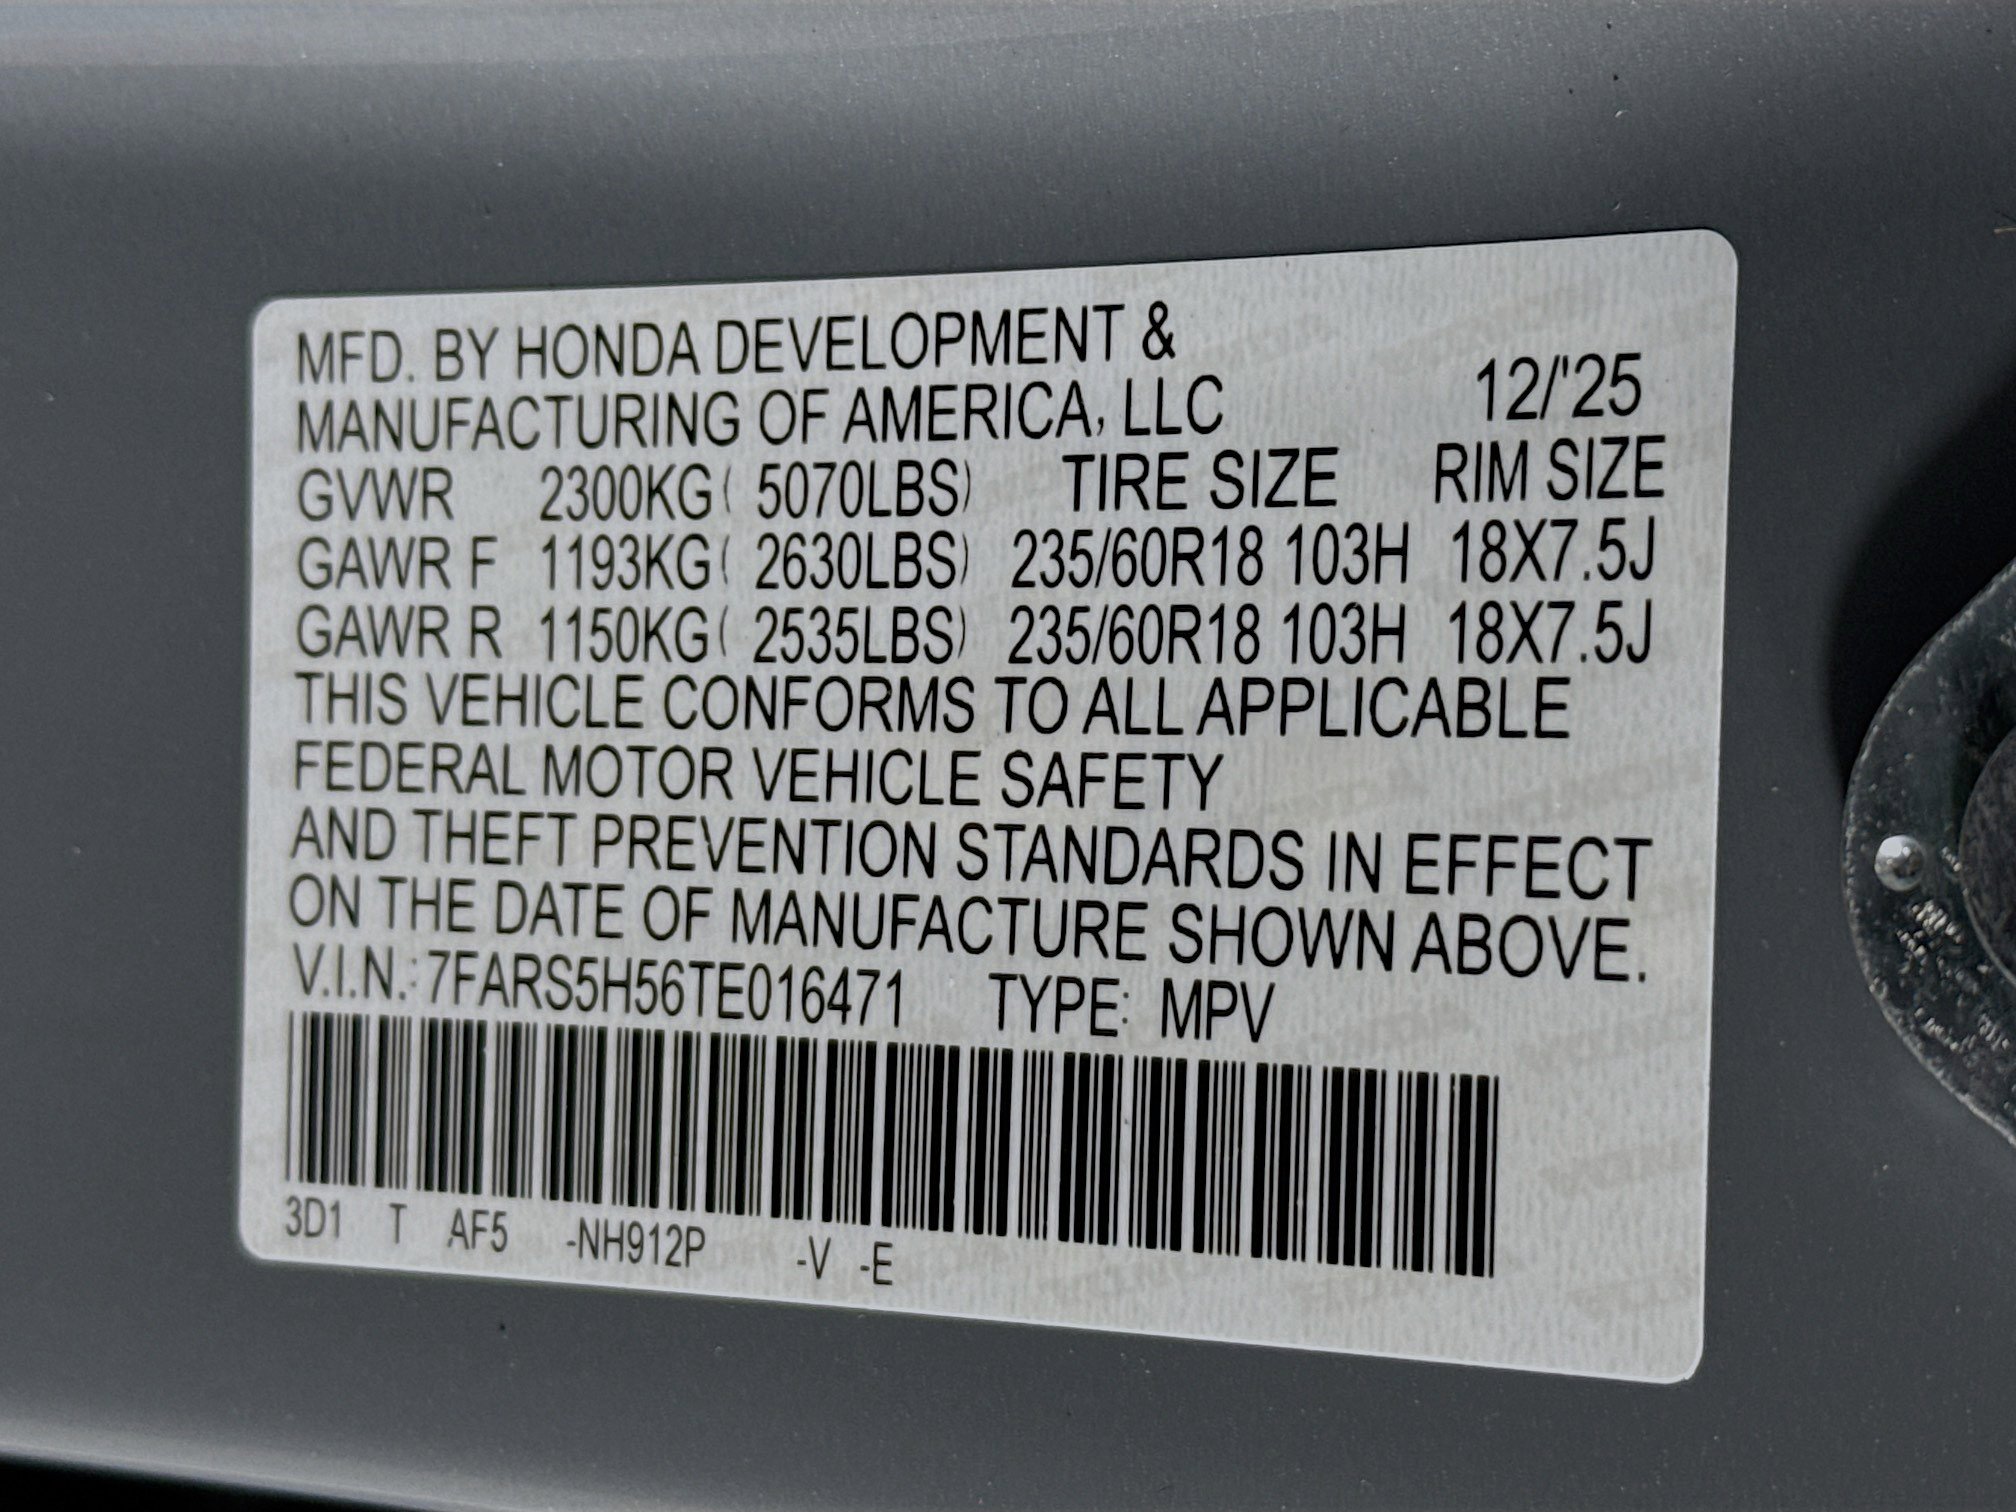 MFD. BY HONDA DEVELOPMENT &
MANUFACTURING OF AMERICA, LLC 12/'25
GVWR 2300KG( 5070LBS) TIRE SIZE RIM SIZE
GAWR F 1193KG( 2630LBS) 235/60R18 103H 18X7.5J
GAWR R 1150KG( 2535LBS) 235/60R18 103H 18X7.5J
THIS VEHICLE CONFORMS TO ALL APPLICABLE
FEDERAL MOTOR VEHICLE SAFETY
AND THEFT PREVENTION STANDARDS IN EFFECT
ON THE DATE OF MANUFACTURE SHOWN ABOVE.
V.I.N.: 7FARS5H56TE016471 TYPE: MPV
3D1 T AF5 -NH912P -V -E